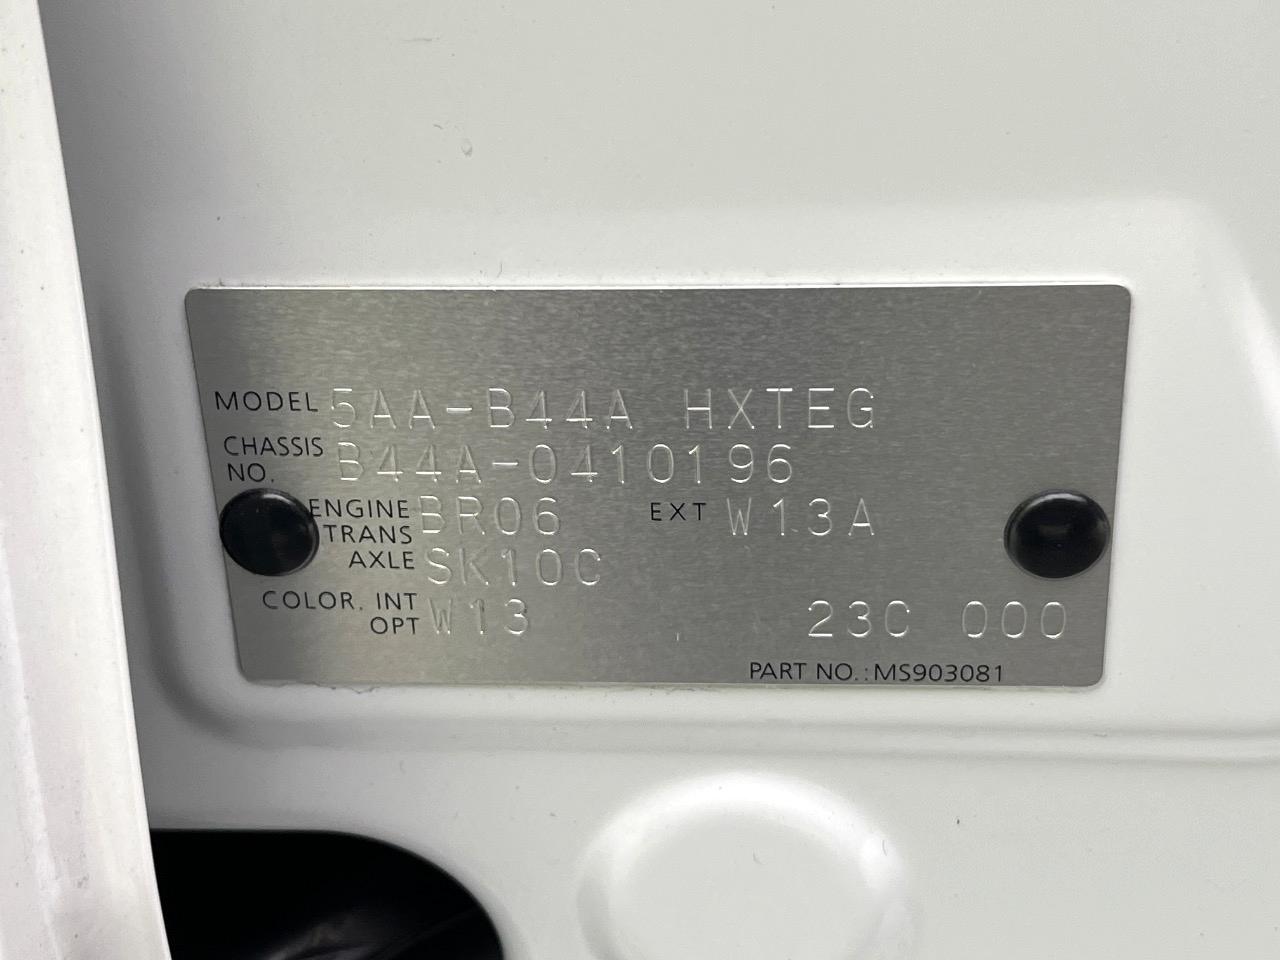 MODEL 5AA-B44A HXTEG
CHASSIS NO. B44A-0410196
ENGINE BR06 EXT W13A
TRANS AXLE SK10C
COLOR. INT OPT W13 23C 000
PART NO.: MS903081